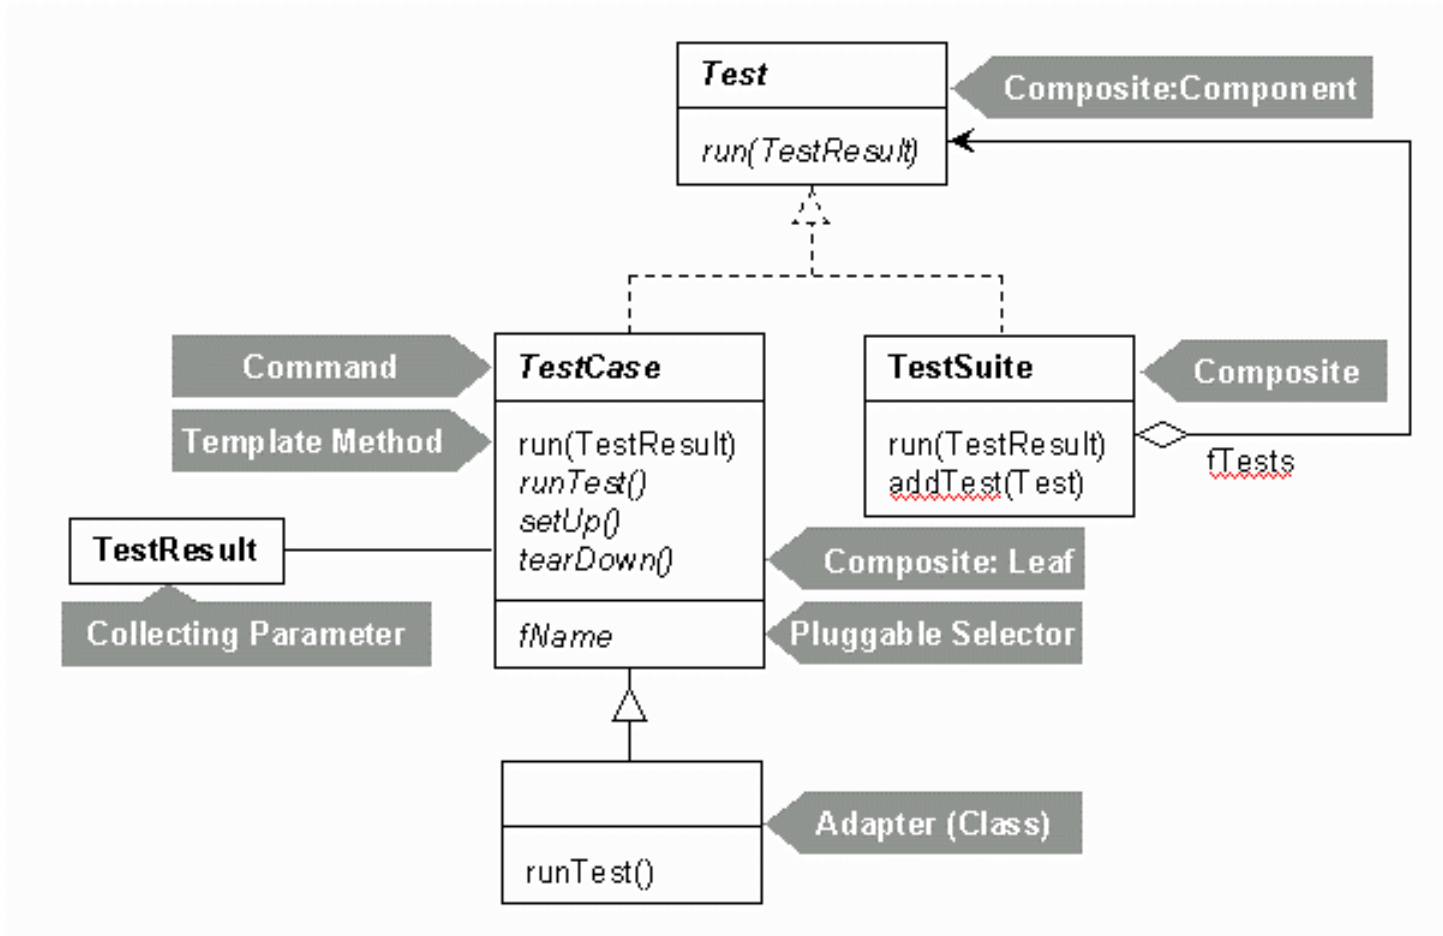 Test
Composite:Component
run(TestResult)
Command
TestCase
TestSuite
Composite
Template Method
run(TestResult)
runTest()
setUp()
tearDown()
run(TestResult)
addTest(Test)
fTests
TestResult
Composite: Leaf
Collecting Parameter
fName
Pluggable Selector
Adapter (Class)
runTest()